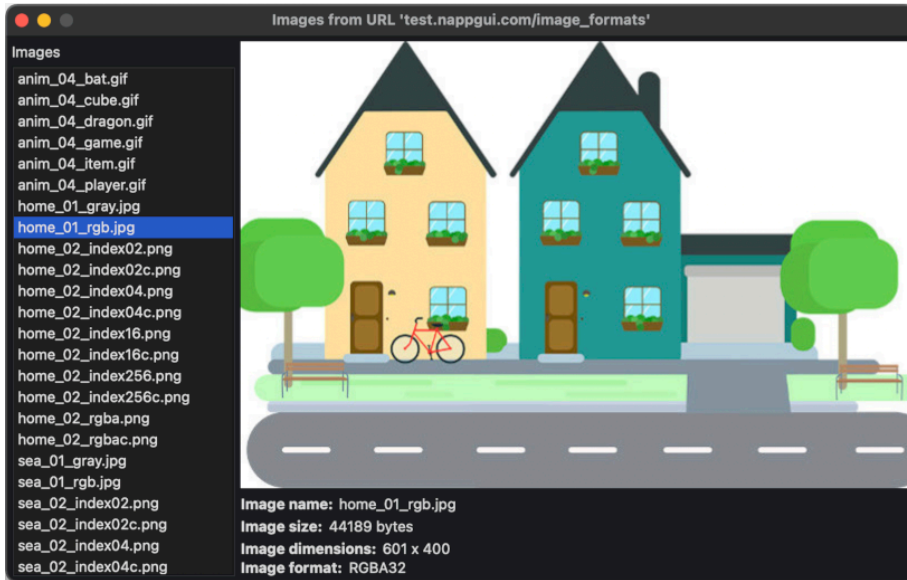 Images from URL 'test.nappgui.com/image_formats'
Images
anim_04_bat.gif
anim_04_cube.gif
anim_04_dragon.gif
anim_04_game.gif
anim_04_item.gif
anim_04_player.gif
home_01_gray.jpg
home_01_rgb.jpg
home_02_index02.png
home_02_index02c.png
home_02_index04.png
home_02_index04c.png
home_02_index16.png
home_02_index16c.png
home_02_index256.png
home_02_index256c.png
home_02_rgba.png
home_02_rgbac.png
sea_01_gray.jpg
sea_01_rgb.jpg
sea_02_index02.png
sea_02_index02c.png
sea_02_index04.png
sea_02_index04c.png
Image name: home_01_rgb.jpg
Image size: 44189 bytes
Image dimensions: 601 x 400
Image format: RGBA32